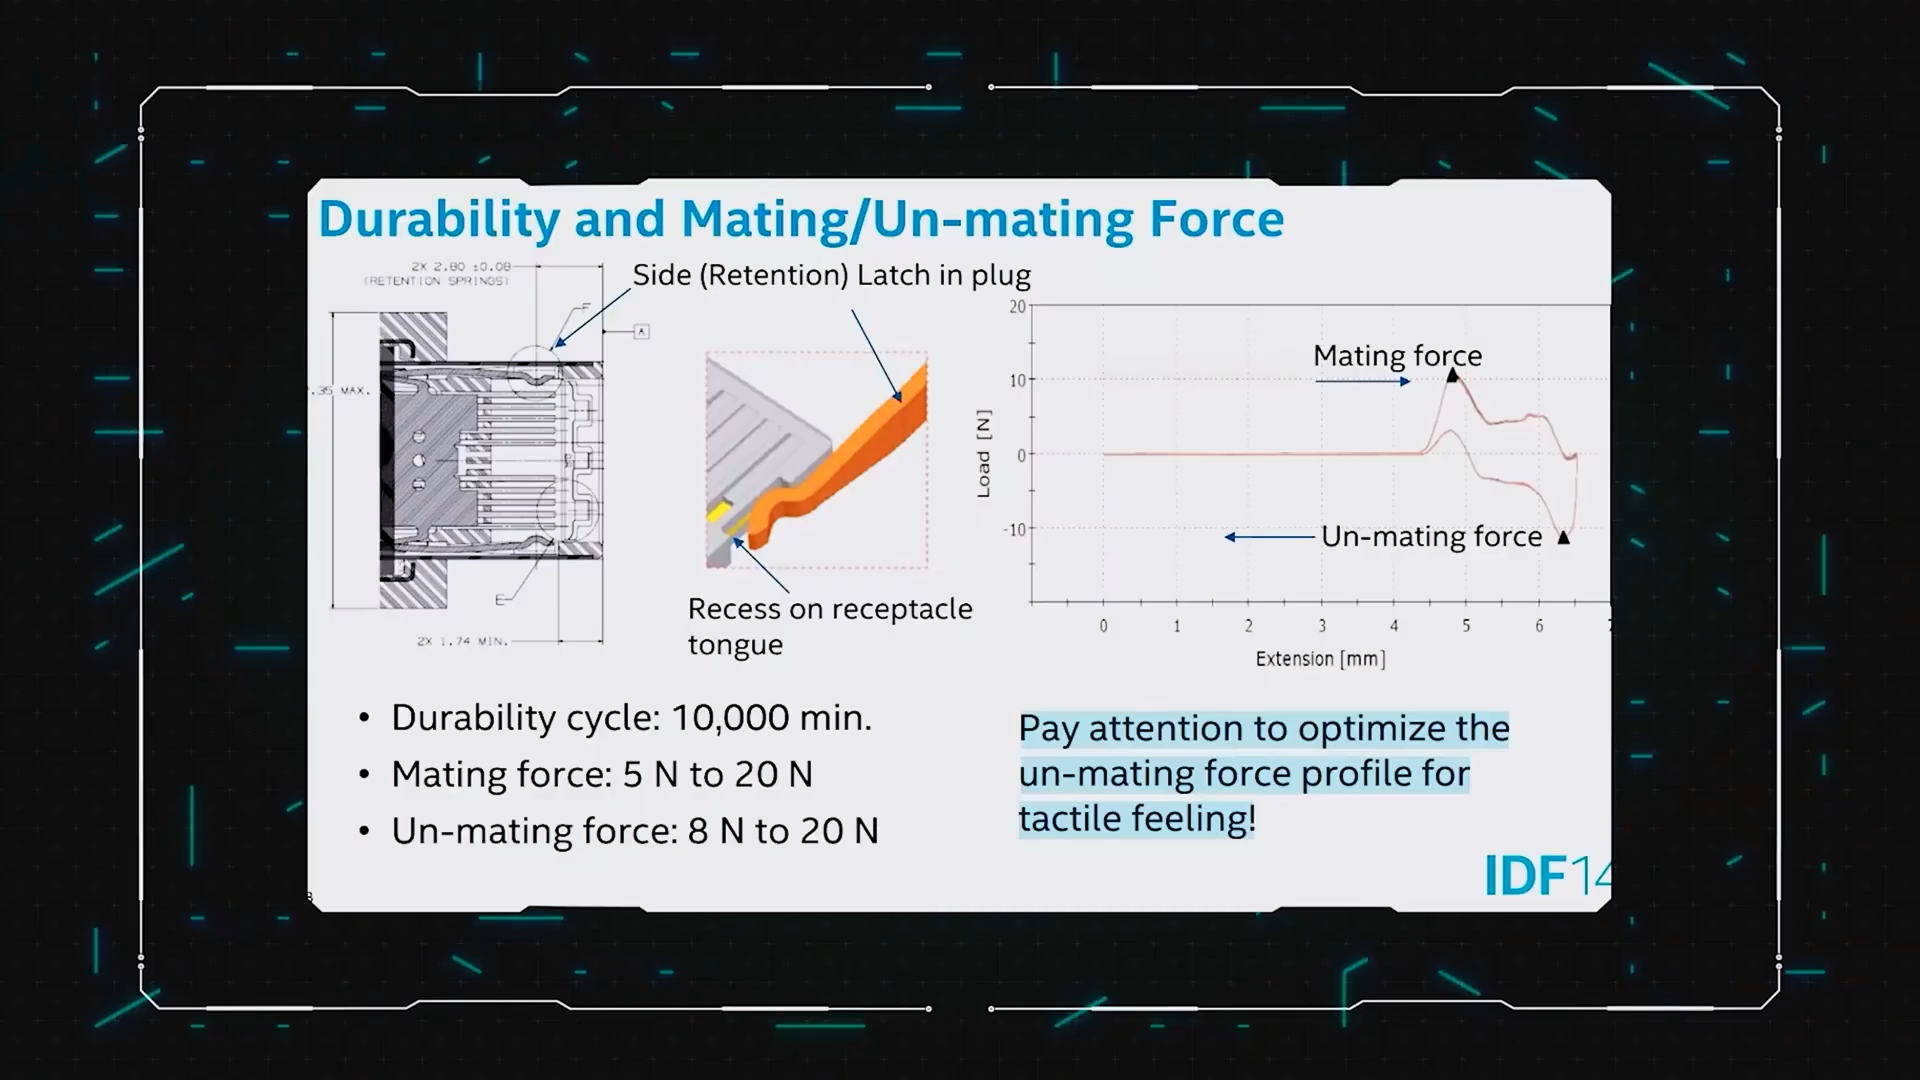 Durability and Mating/Un-mating Force
2X 2.80 ±0.08
(RETENTION SPRINGS)
Side (Retention) Latch in plug
F
A
.35 MAX.
E
2X 1.74 MIN.
Recess on receptacle
tongue
20
10
0
-10
Load [N]
Mating force
Un-mating force
0 1 2 3 4 5 6 7
Extension [mm]
• Durability cycle: 10,000 min.
• Mating force: 5 N to 20 N
• Un-mating force: 8 N to 20 N
Pay attention to optimize the
un-mating force profile for
tactile feeling!
IDF14